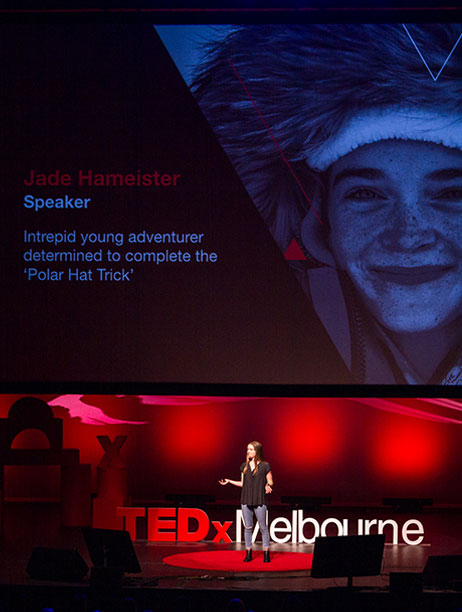 Jade Hameister
Speaker
Intrepid young adventurer
determined to complete the
‘Polar Hat Trick’
x
TEDxMelbourne